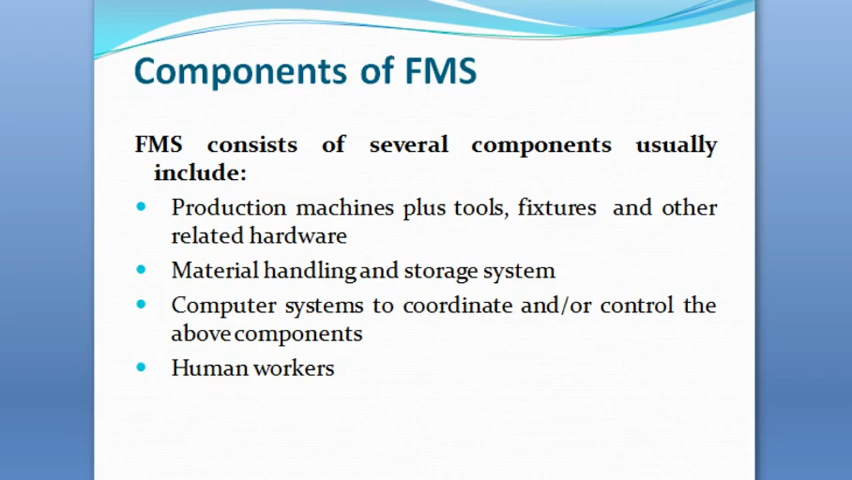 Components of FMS
FMS consists of several components usually
include:
• Production machines plus tools, fixtures and other
related hardware
• Material handling and storage system
• Computer systems to coordinate and/or control the
above components
• Human workers